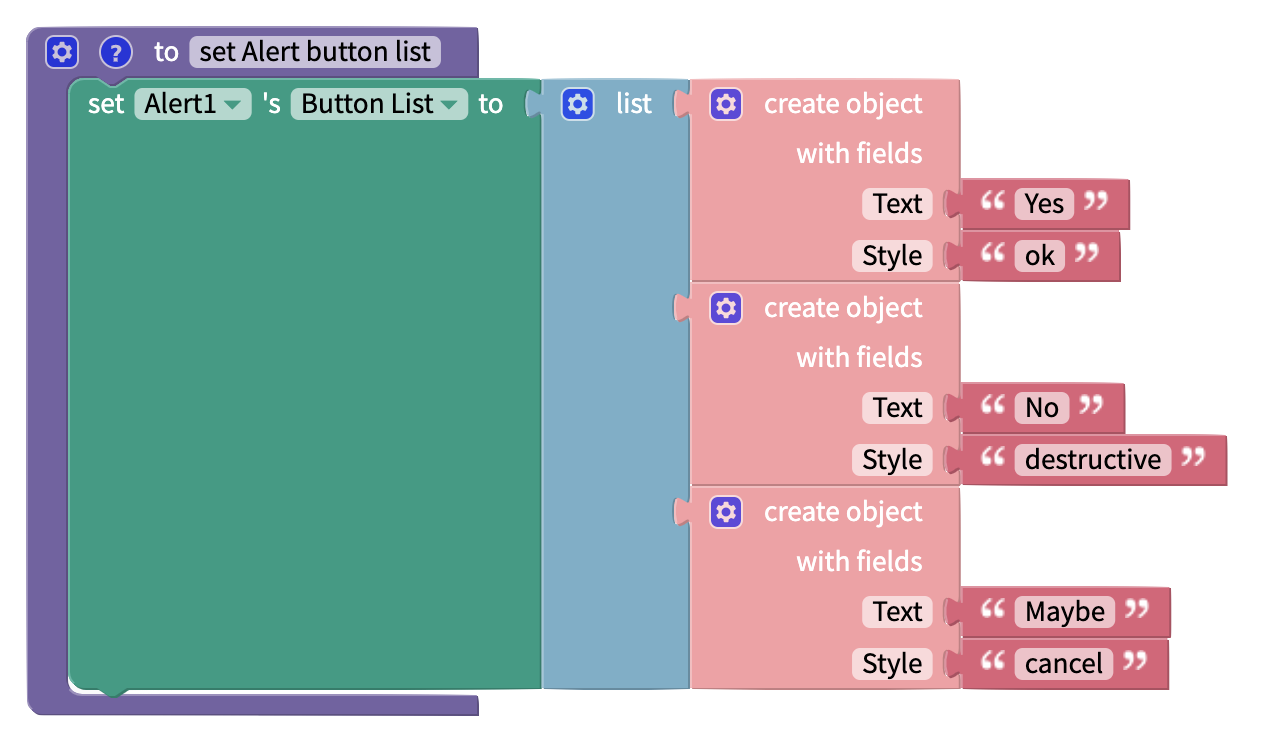 ? to set Alert button list
set Alert1 's Button List to list create object
with fields
Text “ Yes ”
Style “ ok ”
create object
with fields
Text “ No ”
Style “ destructive ”
create object
with fields
Text “ Maybe ”
Style “ cancel ”